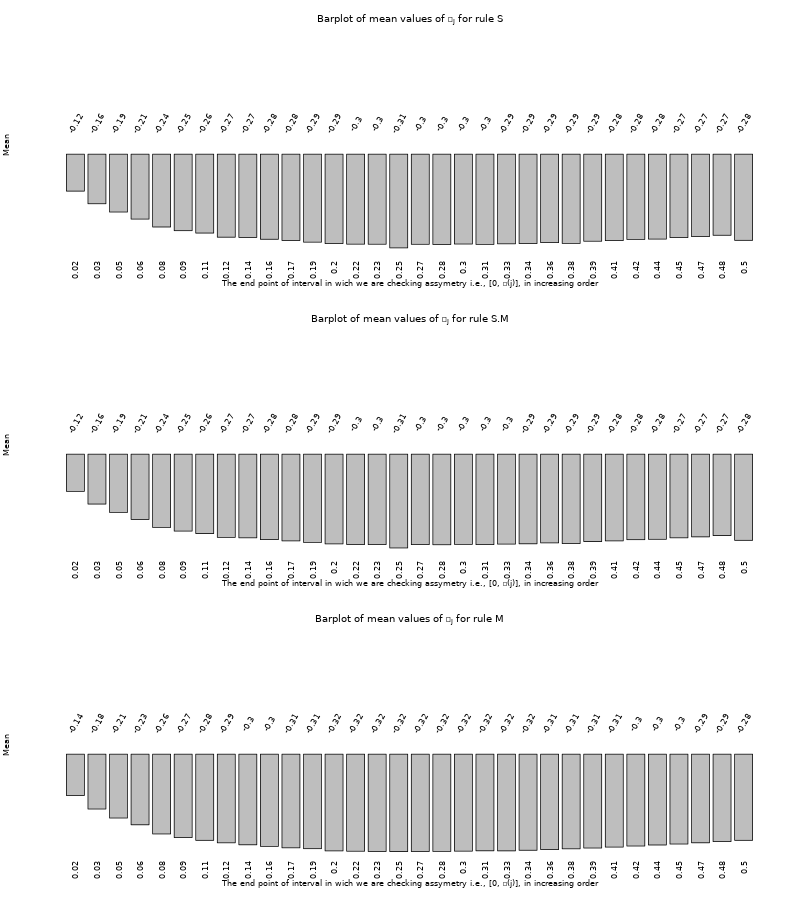 Barplot of mean values of □j for rule S
-0.12 -0.16 -0.19 -0.21 -0.24 -0.25 -0.26 -0.27 -0.27 -0.28 -0.28 -0.29 -0.29 -0.3 -0.3 -0.31 -0.3 -0.3 -0.3 -0.3 -0.29 -0.29 -0.29 -0.29 -0.29 -0.28 -0.28 -0.28 -0.27 -0.27 -0.27 -0.28
Mean
0.02 0.03 0.05 0.06 0.08 0.09 0.11 0.12 0.14 0.16 0.17 0.19 0.2 0.22 0.23 0.25 0.27 0.28 0.3 0.31 0.33 0.34 0.36 0.38 0.39 0.41 0.42 0.44 0.45 0.47 0.48 0.5
The end point of interval in wich we are checking assymetry i.e., [0, □(j)], in increasing order
Barplot of mean values of □j for rule S.M
-0.12 -0.16 -0.19 -0.21 -0.24 -0.25 -0.26 -0.27 -0.27 -0.28 -0.28 -0.29 -0.29 -0.3 -0.3 -0.31 -0.3 -0.3 -0.3 -0.3 -0.3 -0.29 -0.29 -0.29 -0.29 -0.28 -0.28 -0.28 -0.27 -0.27 -0.27 -0.28
Mean
0.02 0.03 0.05 0.06 0.08 0.09 0.11 0.12 0.14 0.16 0.17 0.19 0.2 0.22 0.23 0.25 0.27 0.28 0.3 0.31 0.33 0.34 0.36 0.38 0.39 0.41 0.42 0.44 0.45 0.47 0.48 0.5
The end point of interval in wich we are checking assymetry i.e., [0, □(j)], in increasing order
Barplot of mean values of □j for rule M
-0.14 -0.18 -0.21 -0.23 -0.26 -0.27 -0.28 -0.29 -0.3 -0.3 -0.31 -0.31 -0.32 -0.32 -0.32 -0.32 -0.32 -0.32 -0.32 -0.32 -0.32 -0.32 -0.31 -0.31 -0.31 -0.31 -0.3 -0.3 -0.3 -0.29 -0.29 -0.28
Mean
0.02 0.03 0.05 0.06 0.08 0.09 0.11 0.12 0.14 0.16 0.17 0.19 0.2 0.22 0.23 0.25 0.27 0.28 0.3 0.31 0.33 0.34 0.36 0.38 0.39 0.41 0.42 0.44 0.45 0.47 0.48 0.5
The end point of interval in wich we are checking assymetry i.e., [0, □(j)], in increasing order